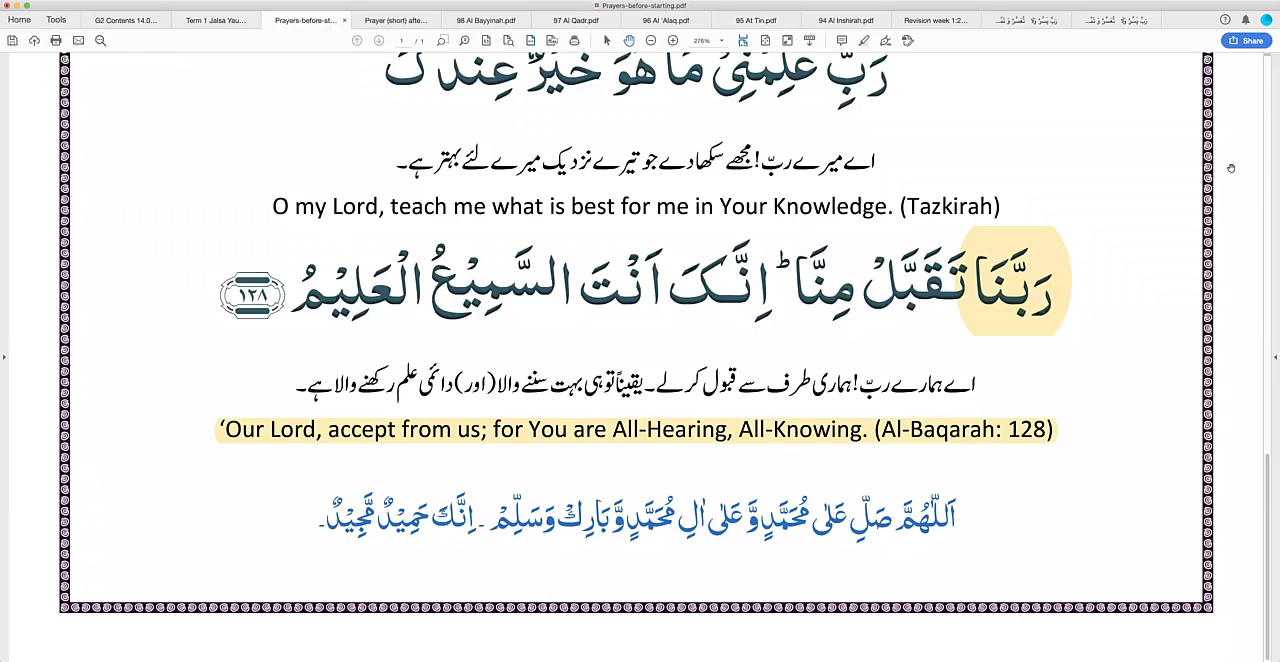 Prayers-before-starting.pdf
Home Tools G2 Contents 14.0... Term 1 Jalsa Yau... Prayers-before-st... × Prayer (short) afte... 98 Al Bayyinah.pdf 97 Al Qadr.pdf 96 Al 'Alaq.pdf 95 At Tin.pdf 94 Al Inshirah.pdf Revision week 1:2...
1 / 1 276% Share
رَبِّ عَلِّمْنِيْ مَا هُوَ خَيْرٌ عِنْدَكَ
اے میرے ربّ! مجھے سکھا دے جو تیرے نزدیک میرے لئے بہتر ہے۔
O my Lord, teach me what is best for me in Your Knowledge. (Tazkirah)
رَبَّنَا تَقَبَّلْ مِنَّا ؕ اِنَّكَ اَنْتَ السَّمِيْعُ الْعَلِيْمُ ۱۲۸
اے ہمارے ربّ! ہماری طرف سے قبول کر لے۔ یقیناً تو ہی بہت سننے والا (اور) دائمی علم رکھنے والا ہے۔
‘Our Lord, accept from us; for You are All-Hearing, All-Knowing. (Al-Baqarah: 128)
اَللّٰهُمَّ صَلِّ عَلٰى مُحَمَّدٍ وَّ عَلٰى اٰلِ مُحَمَّدٍ وَّ بَارِكْ وَسَلِّمْ ۔ اِنَّكَ حَمِيْدٌ مَّجِيْدٌ۔